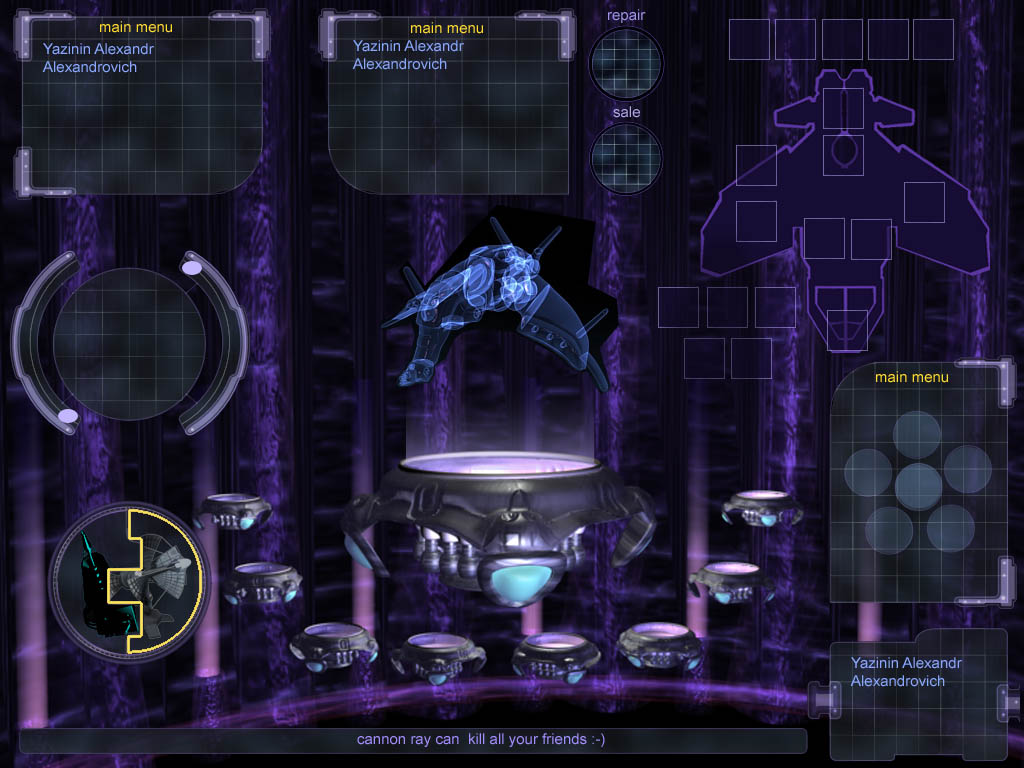 main menu
Yazinin Alexandr
Alexandrovich
main menu
Yazinin Alexandr
Alexandrovich
repair
sale
main menu
Yazinin Alexandr
Alexandrovich
cannon ray can  kill all your friends :-)